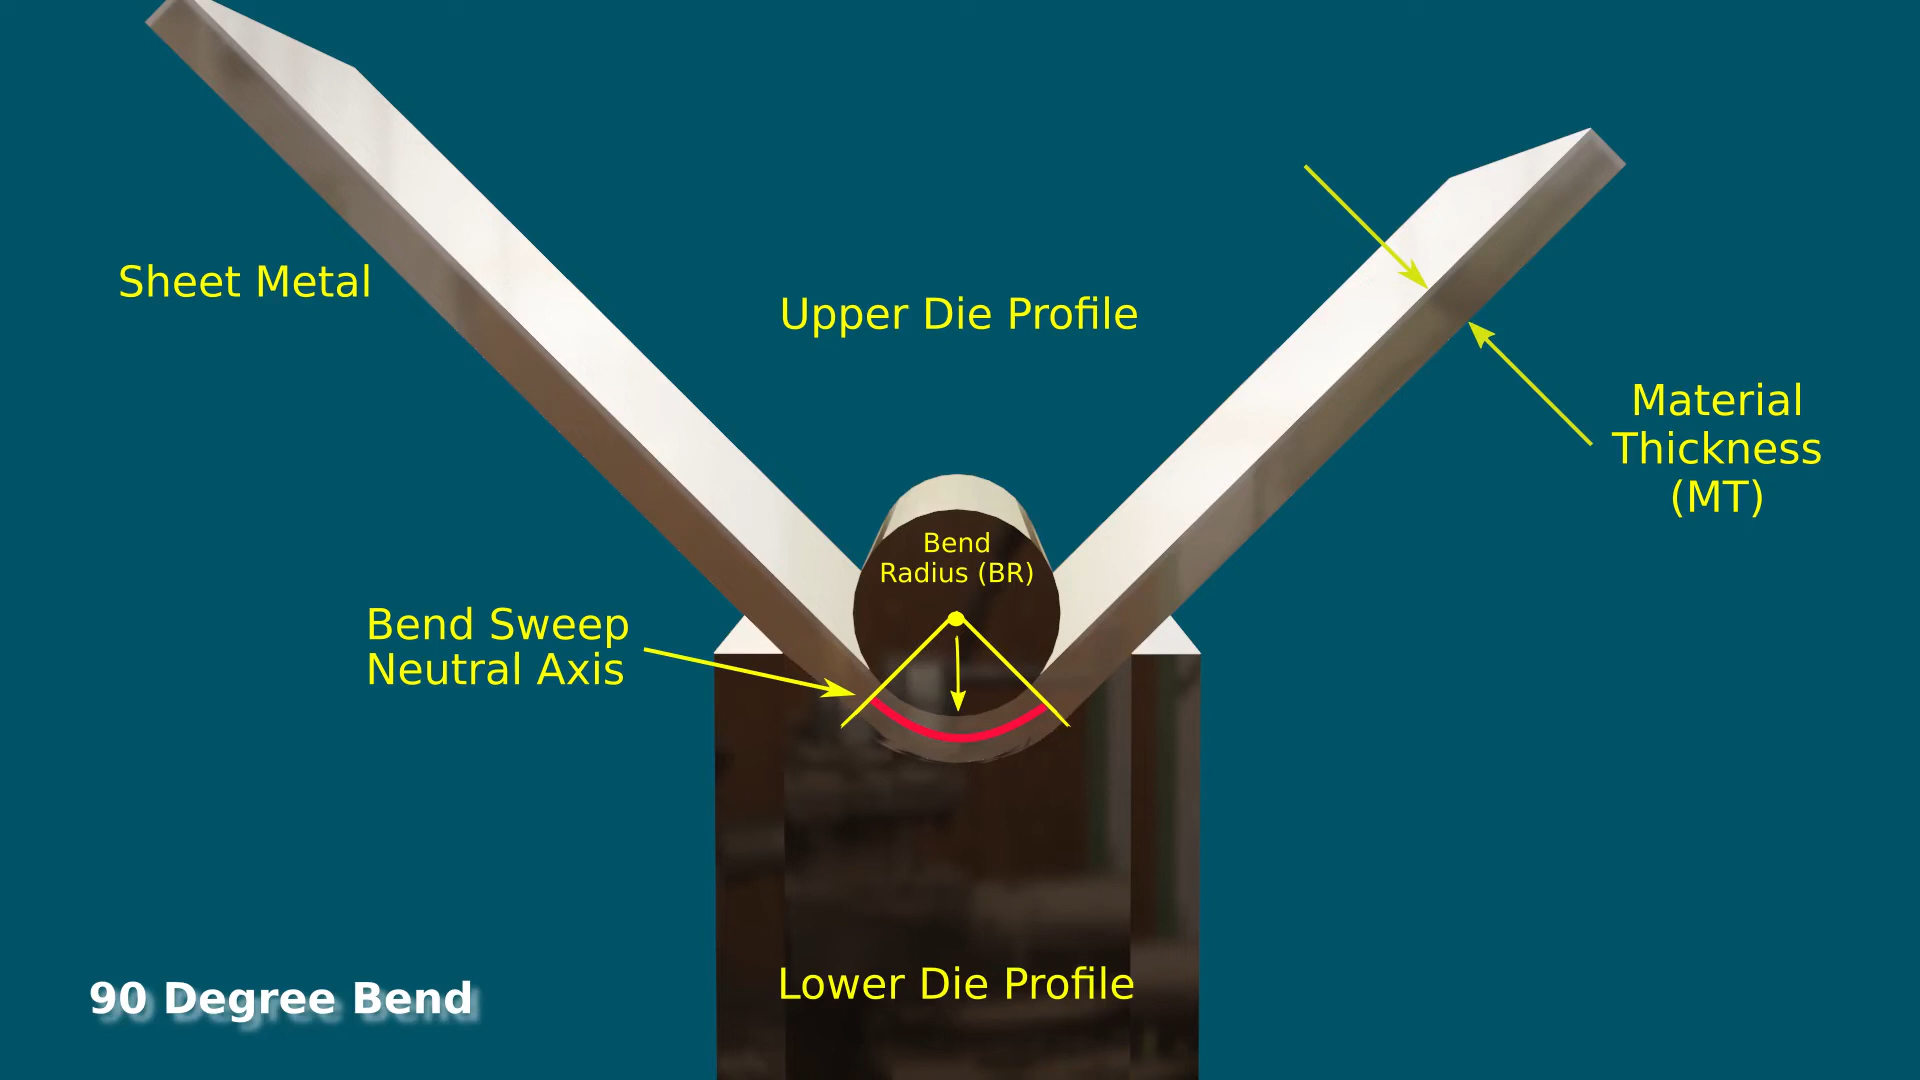 Sheet Metal
Upper Die Profile
Material
Thickness
(MT)
Bend
Radius (BR)
Bend Sweep
Neutral Axis
Lower Die Profile
90 Degree Bend